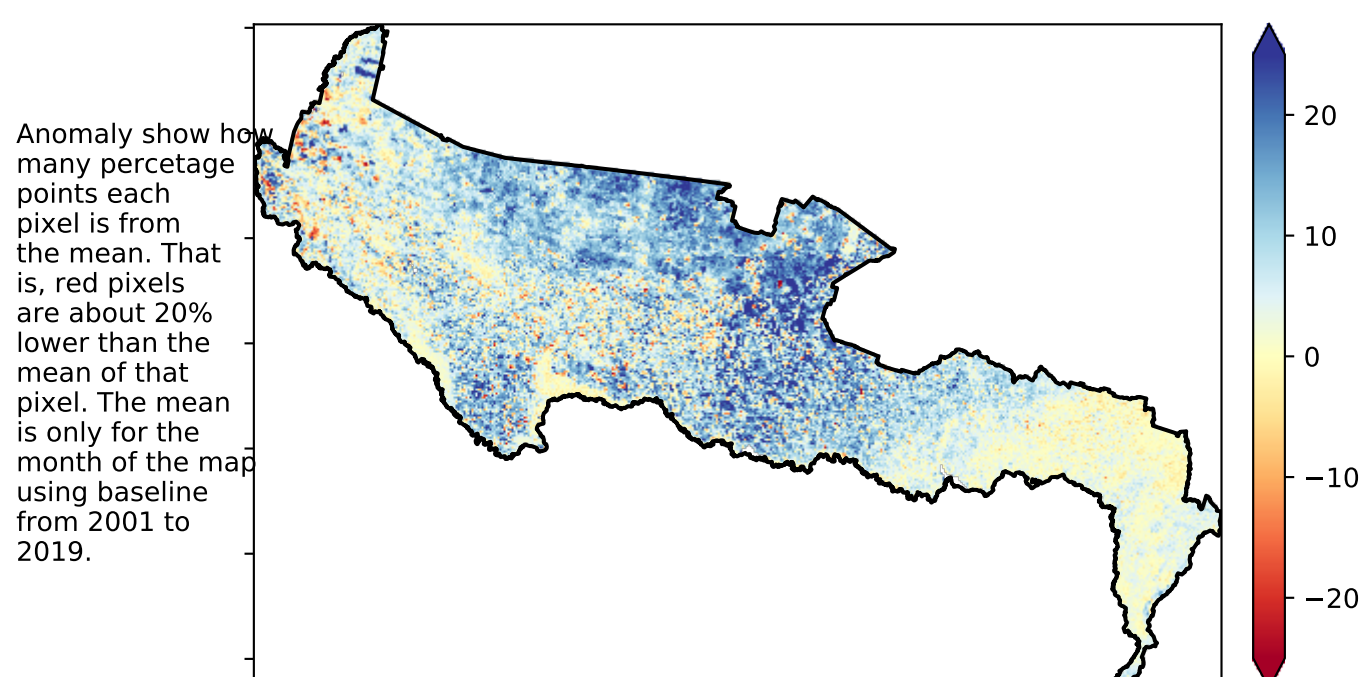 Anomaly show how
many percetage
points each
pixel is from
the mean. That
is, red pixels
are about 20%
lower than the
mean of that
pixel. The mean
is only for the
month of the map
using baseline
from 2001 to
2019.
20
10
0
−10
−20